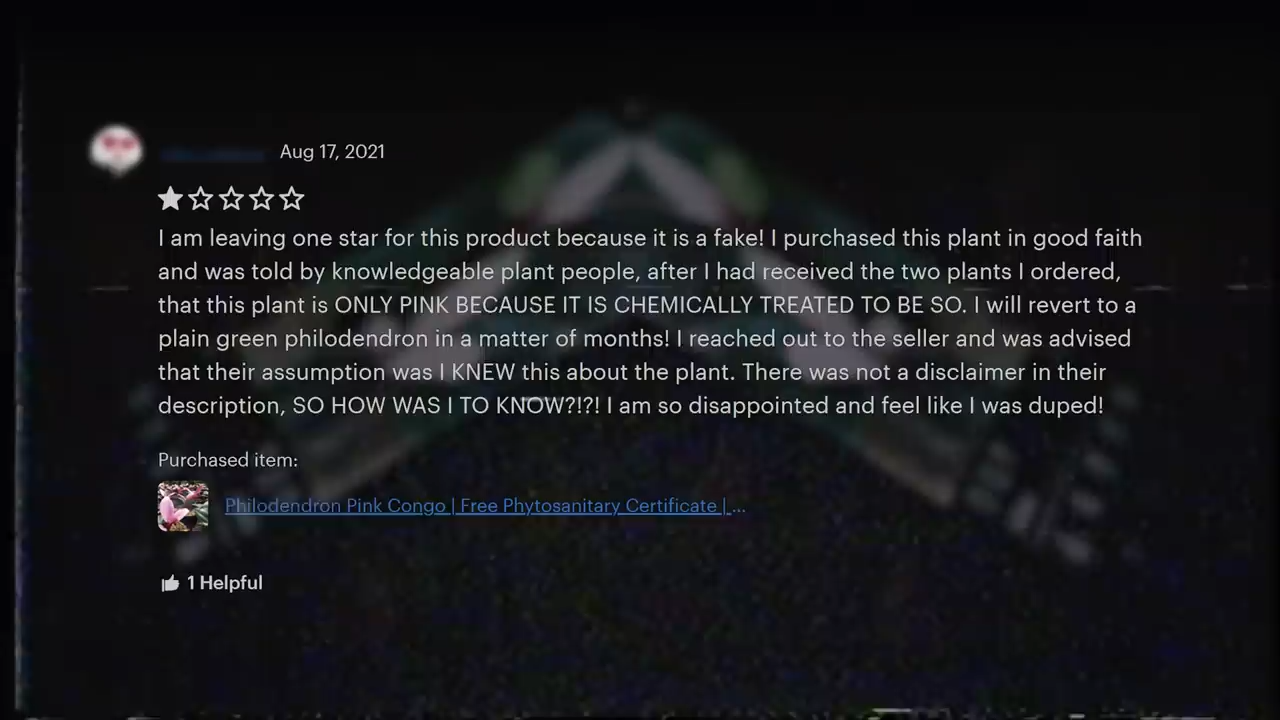 Aug 17, 2021
I am leaving one star for this product because it is a fake! I purchased this plant in good faith
and was told by knowledgeable plant people, after I had received the two plants I ordered,
that this plant is ONLY PINK BECAUSE IT IS CHEMICALLY TREATED TO BE SO. I will revert to a
plain green philodendron in a matter of months! I reached out to the seller and was advised
that their assumption was I KNEW this about the plant. There was not a disclaimer in their
description, SO HOW WAS I TO KNOW?!?! I am so disappointed and feel like I was duped!
Purchased item:
Philodendron Pink Congo | Free Phytosanitary Certificate | ...
1 Helpful